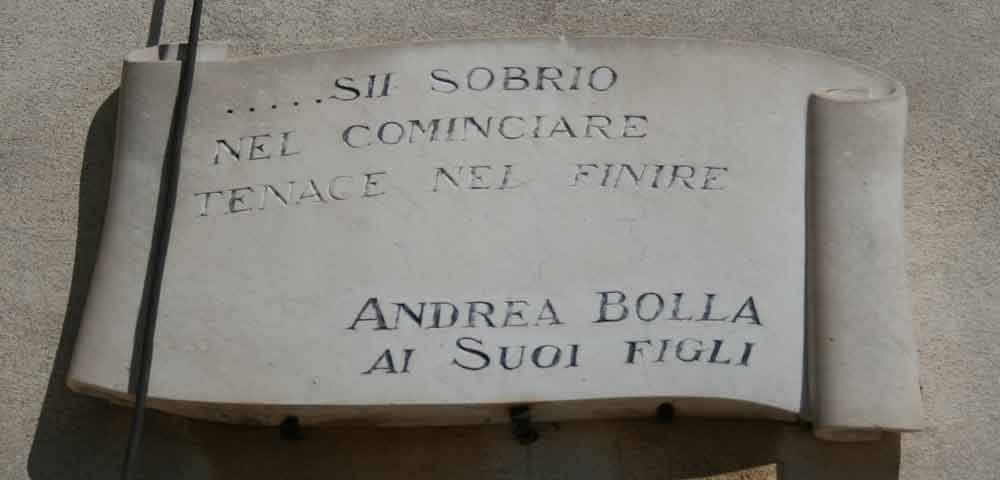 .....SII SOBRIO
NEL COMINCIARE
TENACE NEL FINIRE
ANDREA BOLLA
AI SUOI FIGLI